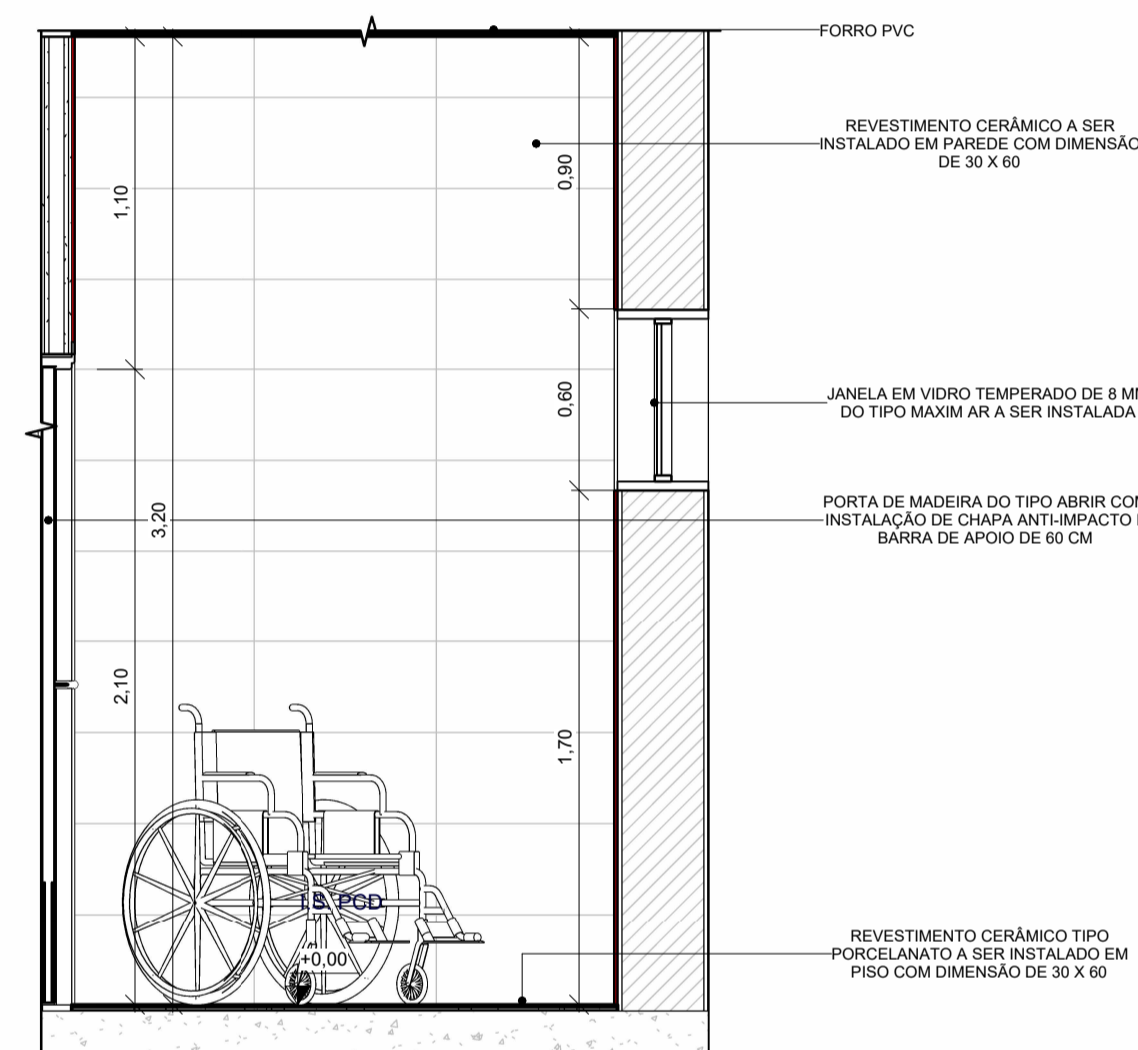 FORRO PVC
REVESTIMENTO CERÂMICO A SER
INSTALADO EM PAREDE COM DIMENSÃO
DE 30 X 60
0,90
1,10
JANELA EM VIDRO TEMPERADO DE 8 M
DO TIPO MAXIM AR A SER INSTALADA
0,60
PORTA DE MADEIRA DO TIPO ABRIR CO
INSTALAÇÃO DE CHAPA ANTI-IMPACTO
BARRA DE APOIO DE 60 CM
3,20
2,10
1,70
I.S. PCD
+0,00
REVESTIMENTO CERÂMICO TIPO
PORCELANATO A SER INSTALADO EM
PISO COM DIMENSÃO DE 30 X 60